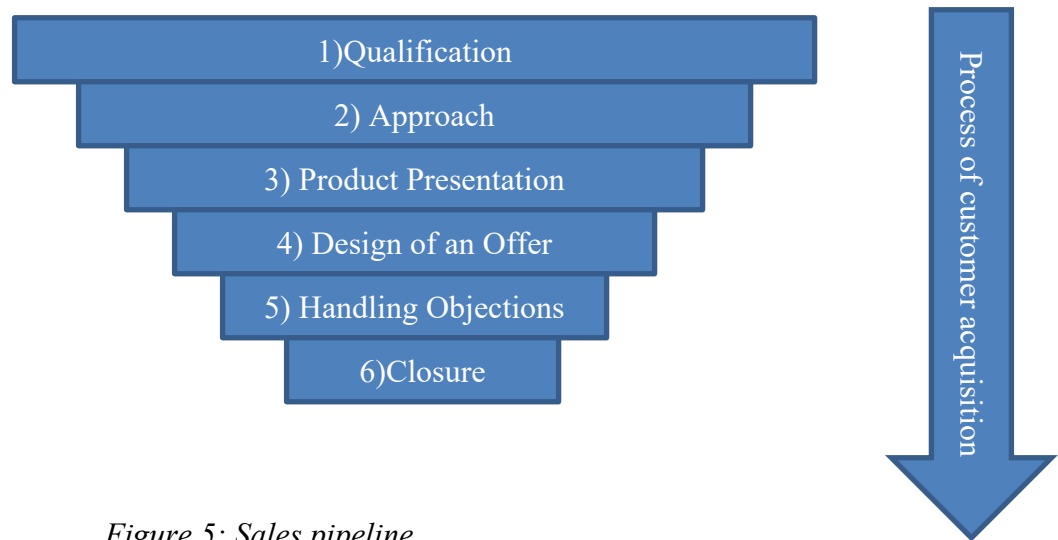 1)Qualification
2) Approach
3) Product Presentation
4) Design of an Offer
5) Handling Objections
6)Closure
Process of customer acquisition
Figure 5: Sales pipeline